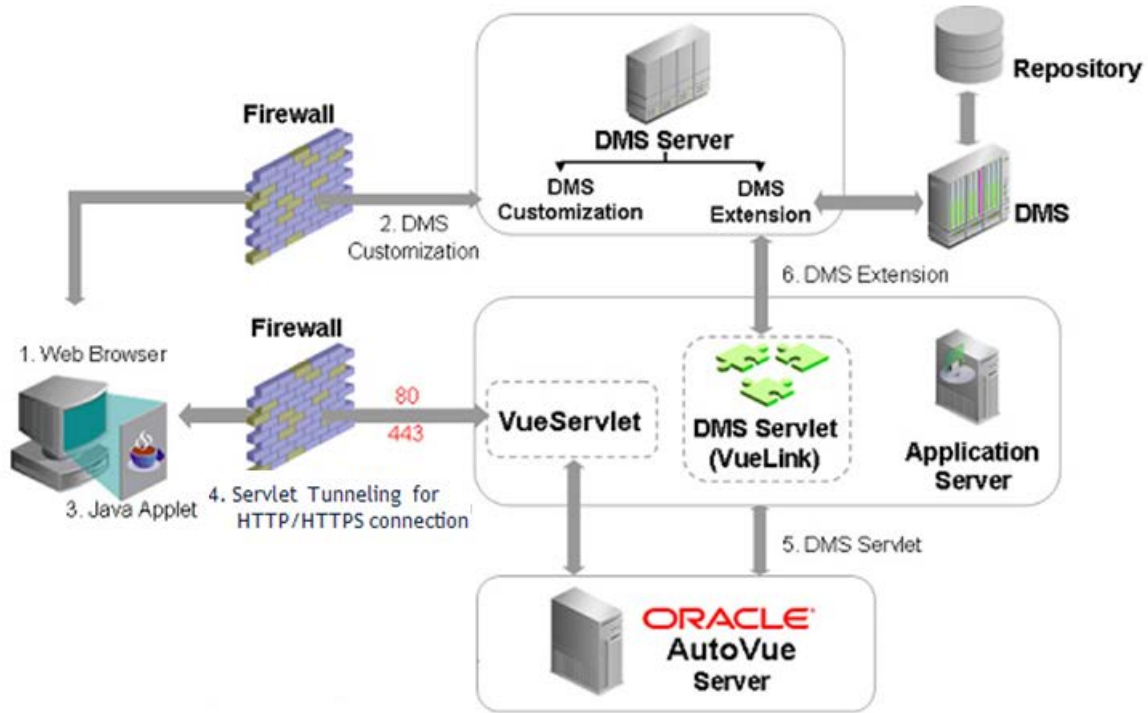 Firewall
DMS Server
DMS
Customization
DMS
Extension
Repository
DMS
2. DMS
Customization
6. DMS Extension
1. Web Browser
Firewall
80
443
VueServlet
DMS Servlet
(VueLink)
Application
Server
3. Java Applet
4. Servlet Tunneling for
HTTP/HTTPS connection
5. DMS Servlet
ORACLE
AutoVue
Server